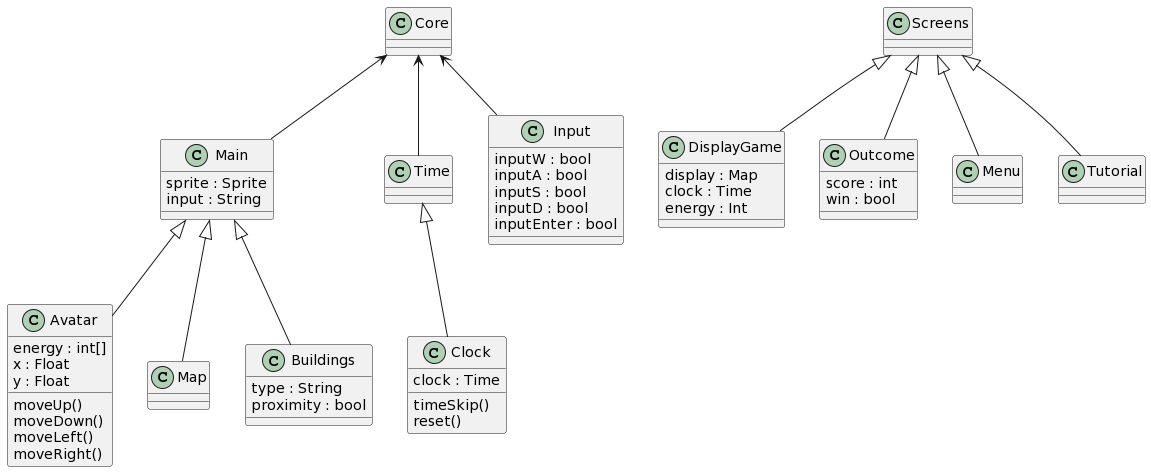 C Core
C Screens
C Main
sprite : Sprite
input : String
C Time
C Input
inputW : bool
inputA : bool
inputS : bool
inputD : bool
inputEnter : bool
C DisplayGame
display : Map
clock : Time
energy : Int
C Outcome
score : int
win : bool
C Menu
C Tutorial
C Avatar
energy : int[]
x : Float
y : Float
moveUp()
moveDown()
moveLeft()
moveRight()
C Map
C Buildings
type : String
proximity : bool
C Clock
clock : Time
timeSkip()
reset()